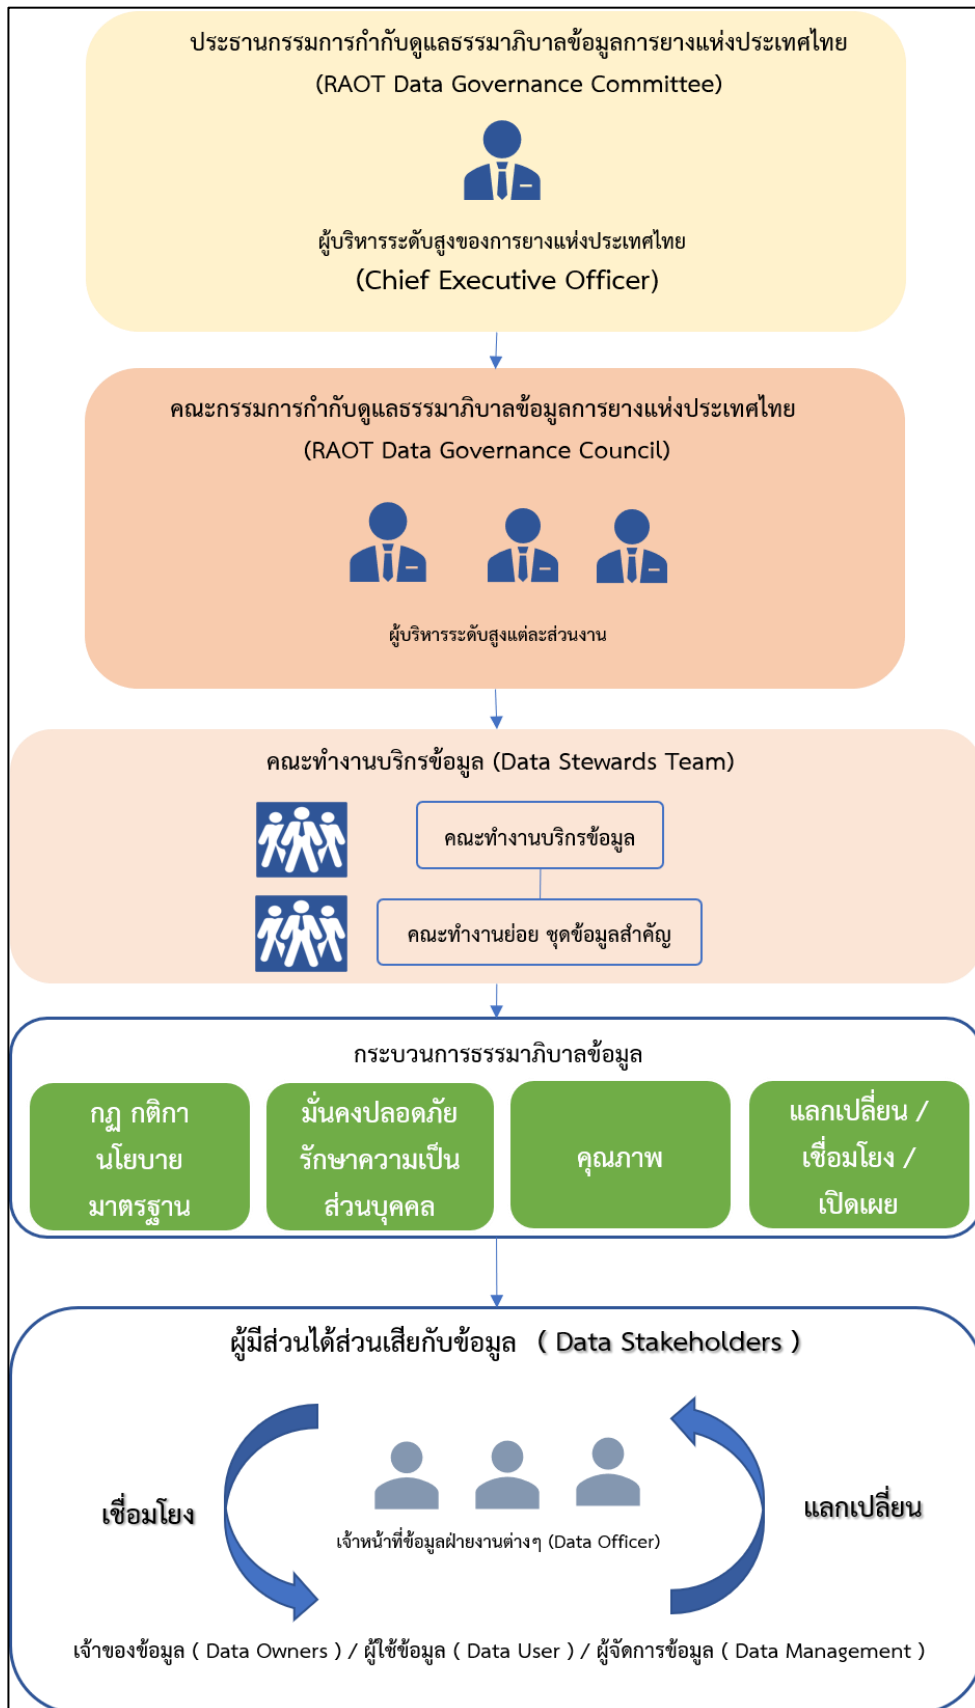 ประธานกรรมการกำกับดูแลธรรมาภิบาลข้อมูลการยางแห่งประเทศไทย
(RAOT Data Governance Committee)
ผู้บริหารระดับสูงของการยางแห่งประเทศไทย
(Chief Executive Officer)
คณะกรรมการกำกับดูแลธรรมาภิบาลข้อมูลการยางแห่งประเทศไทย
(RAOT Data Governance Council)
ผู้บริหารระดับสูงแต่ละส่วนงาน
คณะทำงานบริกรข้อมูล (Data Stewards Team)
คณะทำงานบริกรข้อมูล
คณะทำงานย่อย ชุดข้อมูลสำคัญ
กระบวนการธรรมาภิบาลข้อมูล
กฏ กติกา
นโยบาย
มาตรฐาน
มั่นคงปลอดภัย
รักษาความเป็น
ส่วนบุคคล
คุณภาพ
แลกเปลี่ยน /
เชื่อมโยง /
เปิดเผย
ผู้มีส่วนได้ส่วนเสียกับข้อมูล ( Data Stakeholders )
เชื่อมโยง
แลกเปลี่ยน
เจ้าหน้าที่ข้อมูลฝ่ายงานต่างๆ (Data Officer)
เจ้าของข้อมูล ( Data Owners ) / ผู้ใช้ข้อมูล ( Data User ) / ผู้จัดการข้อมูล ( Data Management )